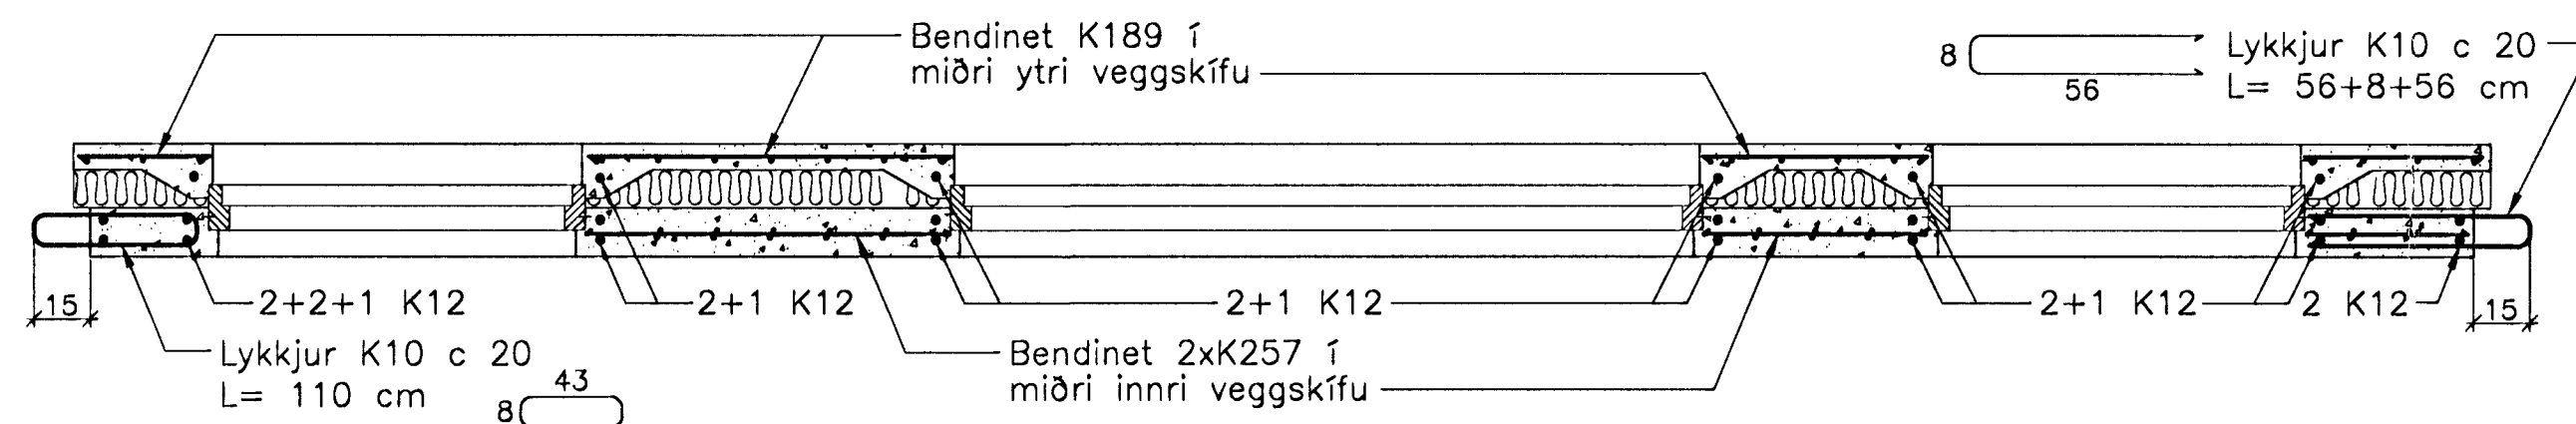 Bendinet K189 í
miðri ytri veggskífu
8
56
Lykkjur K10 c 20
L= 56+8+56 cm
15
2+2+1 K12
2+1 K12
2+1 K12
2+1 K12
2 K12
15
Lykkjur K10 c 20
L= 110 cm
43
8
Bendinet 2xK257 í
miðri innri veggskífu